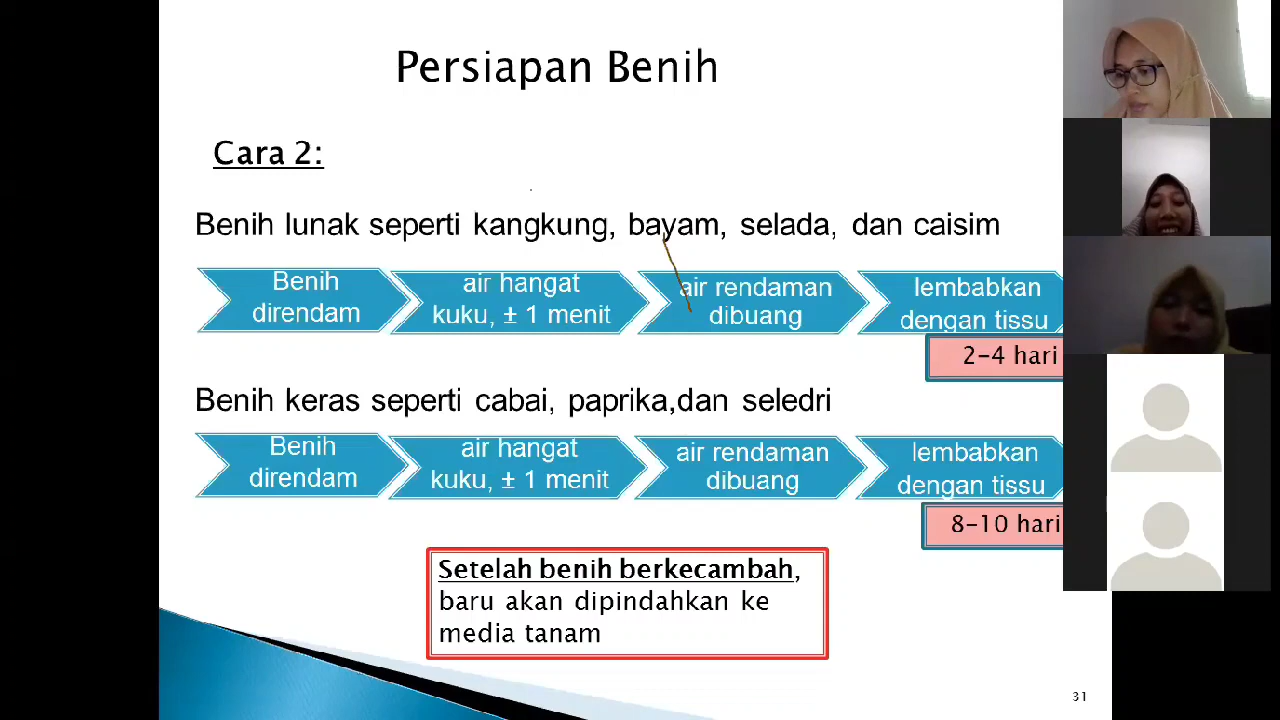 Persiapan Benih
Cara 2:
Benih lunak seperti kangkung, bayam, selada, dan caisim
Benih
direndam
air hangat
kuku, ± 1 menit
air rendaman
dibuang
lembabkan
dengan tissu
2-4 hari
Benih keras seperti cabai, paprika,dan seledri
Benih
direndam
air hangat
kuku, ± 1 menit
air rendaman
dibuang
lembabkan
dengan tissu
8-10 hari
Setelah benih berkecambah,
baru akan dipindahkan ke
media tanam
31